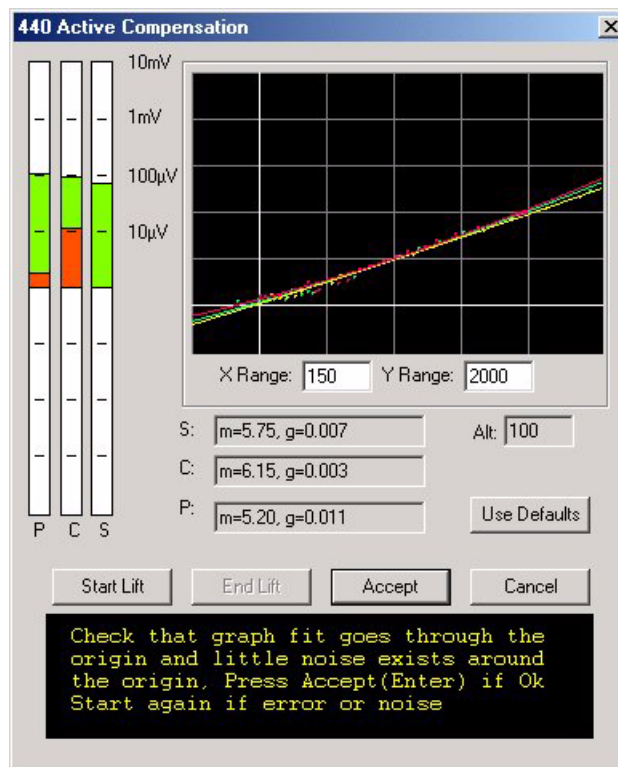 440 Active Compensation
10mV
1mV
100µV
10µV
P C S
X Range: 150 Y Range: 2000
S: m=5.75, g=0.007 Alt: 100
C: m=6.15, g=0.003
P: m=5.20, g=0.011
Use Defaults
Start Lift End Lift Accept Cancel
Check that graph fit goes through the
origin and little noise exists around
the origin, Press Accept(Enter) if Ok
Start again if error or noise